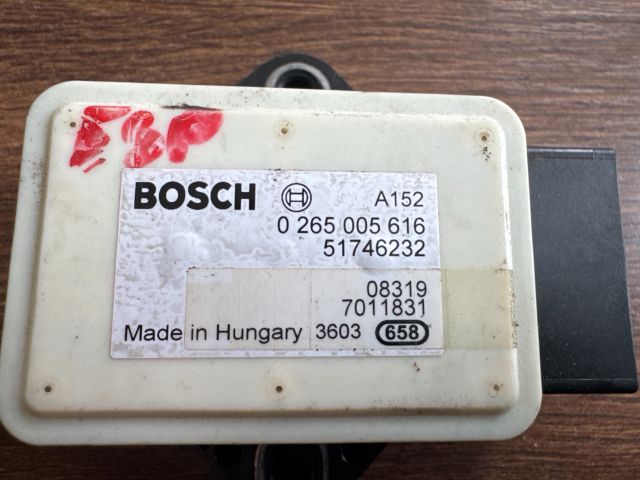 ESP
BOSCH A152
0 265 005 616
51746232
08319
7011831
Made in Hungary 3603 658